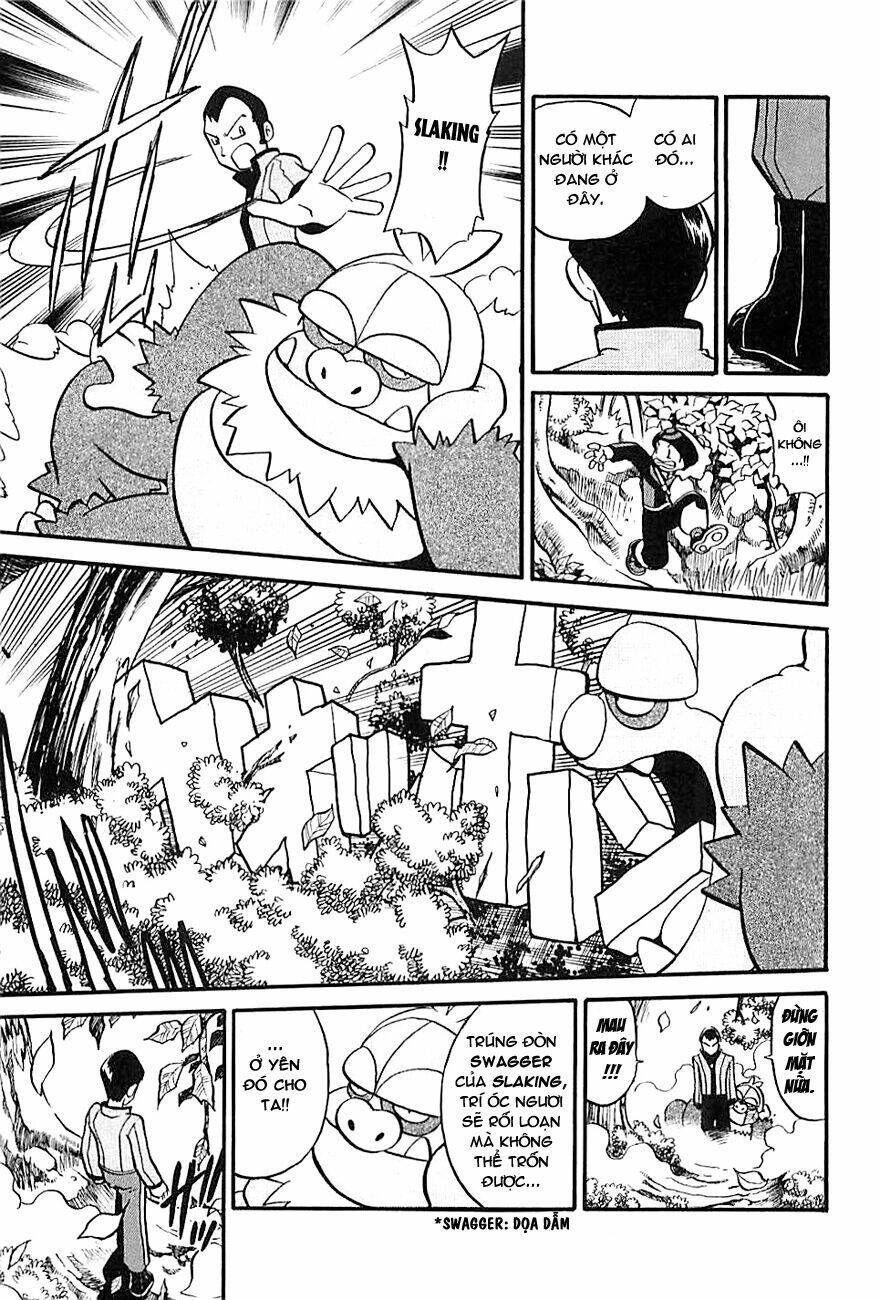 CÓ AI
ĐÓ...
CÓ MỘT
NGƯỜI KHÁC
ĐANG Ở
ĐÂY.
SLAKING
!!
ÔI
KHÔNG
...!!
ĐỪNG
GIỠN
MẶT
NỮA.
MAU
RA ĐÂY
!!!
TRÚNG ĐÒN
SWAGGER
CỦA SLAKING,
TRÍ ÓC NGƯƠI
SẼ RỐI LOẠN
MÀ KHÔNG
THỂ TRỐN
ĐƯỢC...
...
Ở YÊN
ĐÓ CHO
TA!!
*SWAGGER: DỌA DẪM